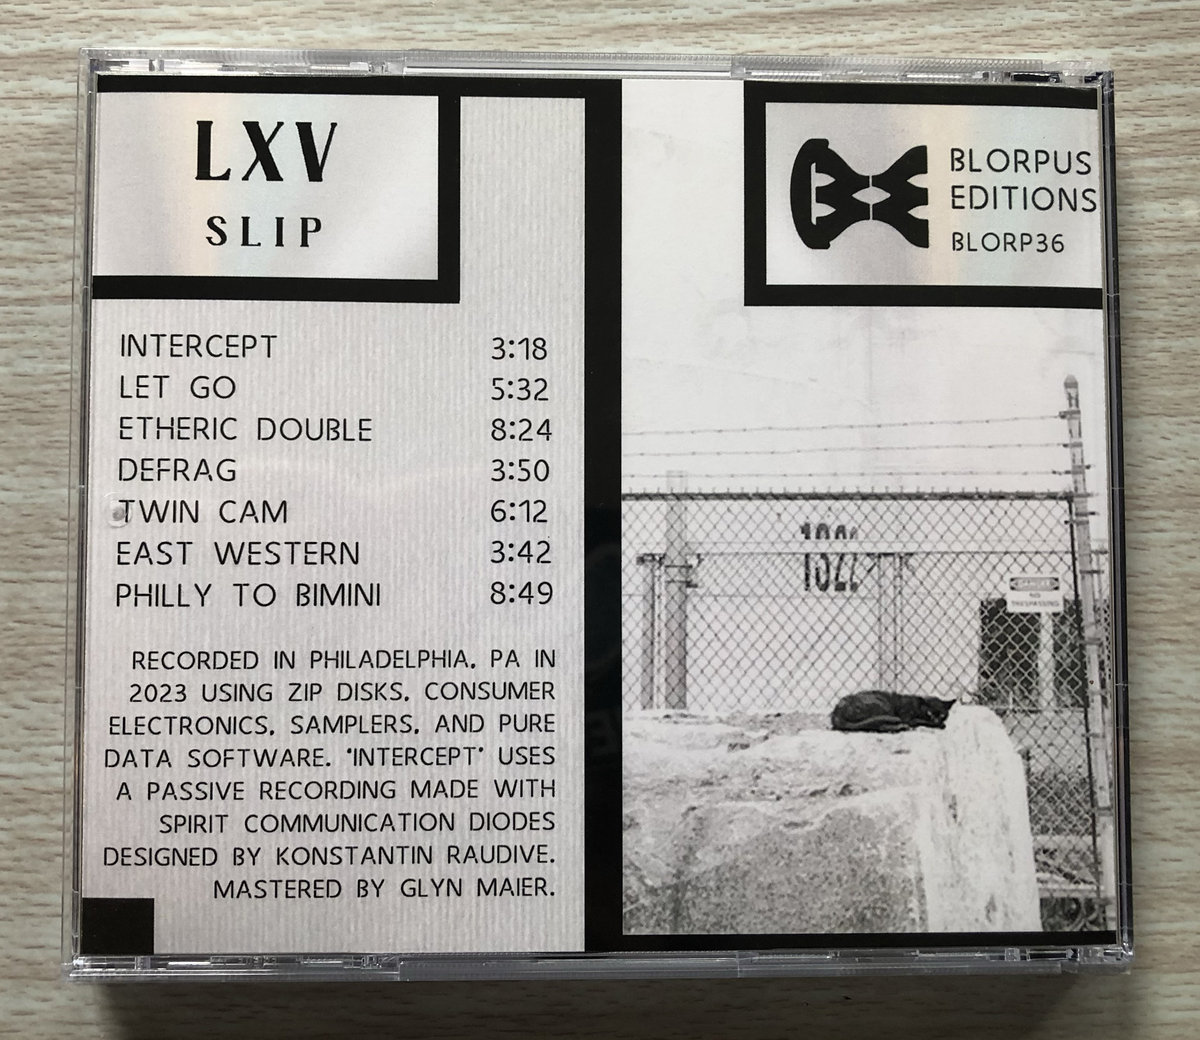 LXV
SLIP
BLORPUS
EDITIONS
BLORP36
INTERCEPT 3:18
LET GO 5:32
ETHERIC DOUBLE 8:24
DEFRAG 3:50
TWIN CAM 6:12
EAST WESTERN 3:42
PHILLY TO BIMINI 8:49
RECORDED IN PHILADELPHIA, PA IN
2023 USING ZIP DISKS, CONSUMER
ELECTRONICS, SAMPLERS, AND PURE
DATA SOFTWARE. "INTERCEPT" USES
A PASSIVE RECORDING MADE WITH
SPIRIT COMMUNICATION DIODES
DESIGNED BY KONSTANTIN RAUDIVE.
MASTERED BY GLYN MAIER.
DANGER
NO
TRESPASSING